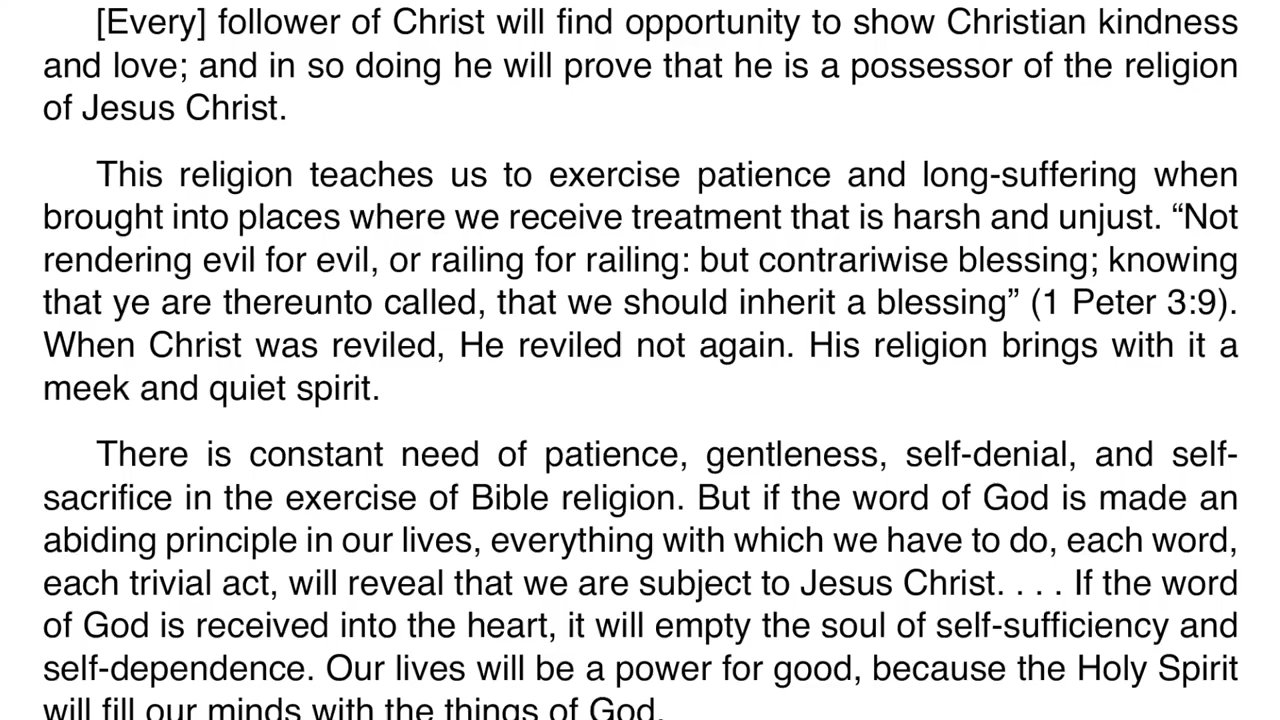 [Every] follower of Christ will find opportunity to show Christian kindness
and love; and in so doing he will prove that he is a possessor of the religion
of Jesus Christ.
This religion teaches us to exercise patience and long-suffering when
brought into places where we receive treatment that is harsh and unjust. “Not
rendering evil for evil, or railing for railing: but contrariwise blessing; knowing
that ye are thereunto called, that we should inherit a blessing” (1 Peter 3:9).
When Christ was reviled, He reviled not again. His religion brings with it a
meek and quiet spirit.
There is constant need of patience, gentleness, self-denial, and self-
sacrifice in the exercise of Bible religion. But if the word of God is made an
abiding principle in our lives, everything with which we have to do, each word,
each trivial act, will reveal that we are subject to Jesus Christ. . . . If the word
of God is received into the heart, it will empty the soul of self-sufficiency and
self-dependence. Our lives will be a power for good, because the Holy Spirit
will fill our minds with the things of God.